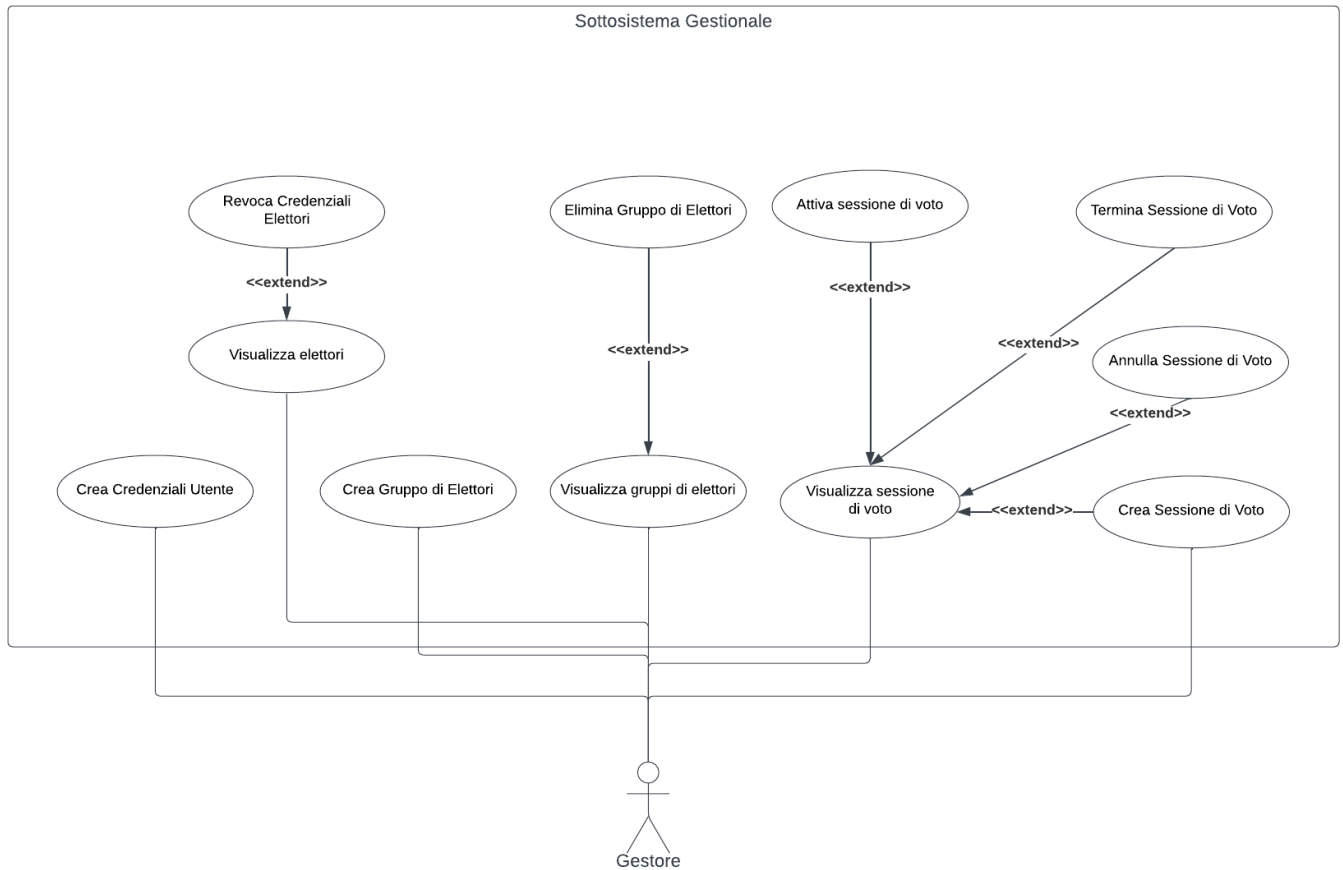 Sottosistema Gestionale
Revoca Credenziali
Elettori
Elimina Gruppo di Elettori
Attiva sessione di voto
Termina Sessione di Voto
<<extend>>
<<extend>>
<<extend>>
<<extend>>
Visualizza elettori
Annulla Sessione di Voto
<<extend>>
Crea Credenziali Utente
Crea Gruppo di Elettori
Visualizza gruppi di elettori
Visualizza sessione
di voto
<<extend>>
Crea Sessione di Voto
Gestore